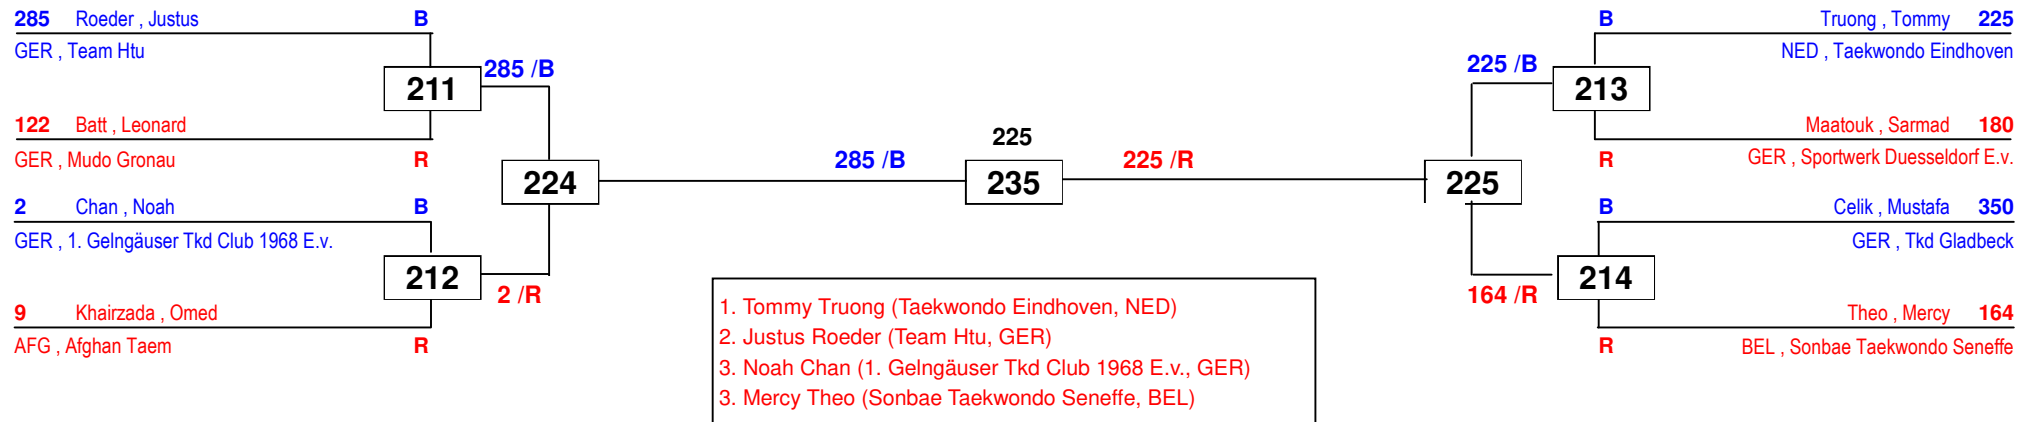 285 Roeder , Justus B
GER , Team Htu
211
285 /B
122 Batt , Leonard
GER , Mudo Gronau R
224
2 Chan , Noah B
GER , 1. Gelngäuser Tkd Club 1968 E.v.
212
2 /R
9 Khairzada , Omed
AFG , Afghan Taem R
285 /B
225
235
225 /R
B Truong , Tommy 225
NED , Taekwondo Eindhoven
225 /B
213
Maatouk , Sarmad 180
R GER , Sportwerk Duesseldorf E.v.
225
B Celik , Mustafa 350
GER , Tkd Gladbeck
214
164 /R
Theo , Mercy 164
R BEL , Sonbae Taekwondo Seneffe
1. Tommy Truong (Taekwondo Eindhoven, NED)
2. Justus Roeder (Team Htu, GER)
3. Noah Chan (1. Gelngäuser Tkd Club 1968 E.v., GER)
3. Mercy Theo (Sonbae Taekwondo Seneffe, BEL)